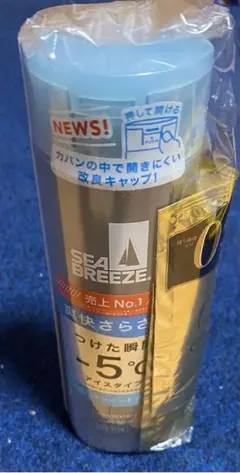 押して開ける
NEWS!
カバンの中で開きにくい
改良キャップ!
SEA
BREEZE
売上No.1
爽快さらさ
つけた瞬間
-5℃
アイスタイプ